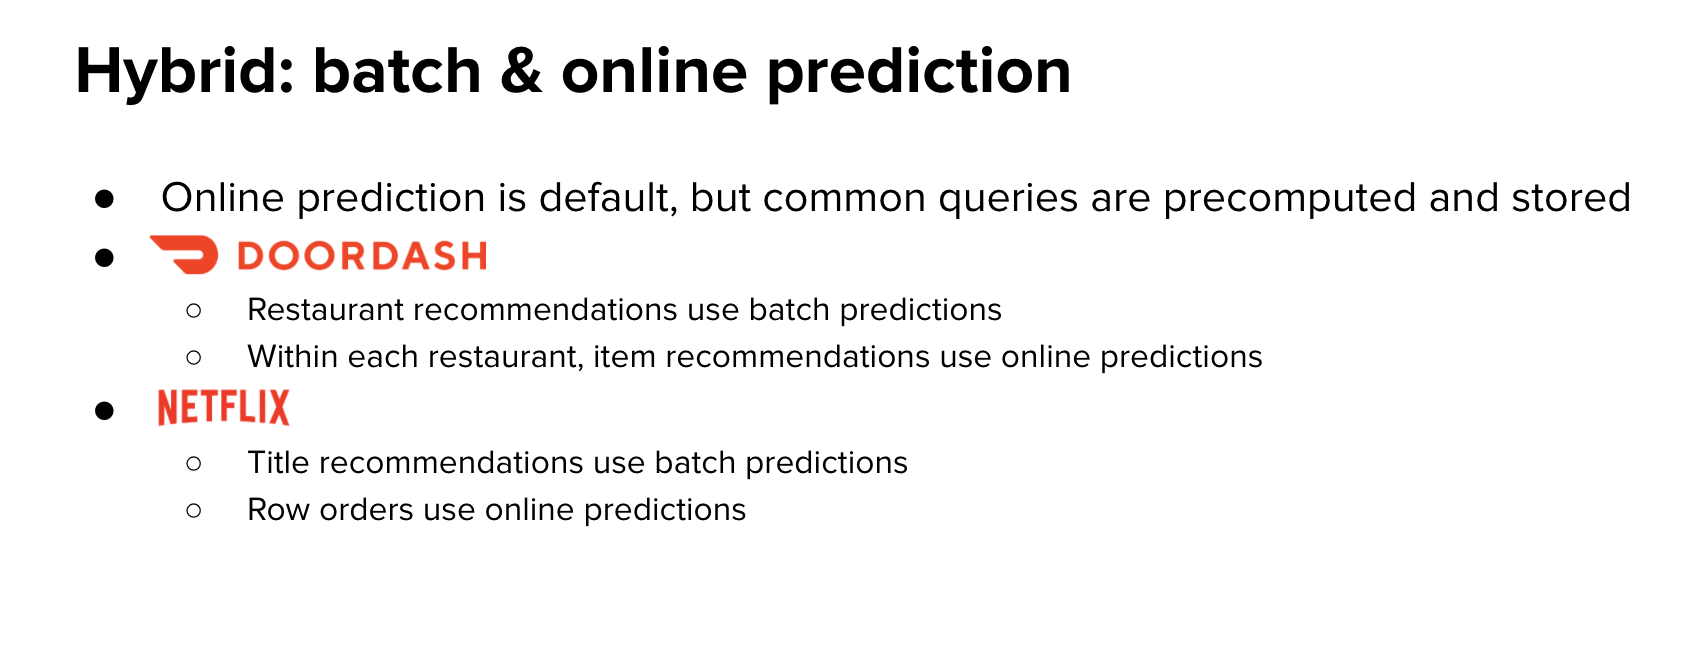 Hybrid: batch & online prediction
● Online prediction is default, but common queries are precomputed and stored
● DOORDASH
○ Restaurant recommendations use batch predictions
○ Within each restaurant, item recommendations use online predictions
● NETFLIX
○ Title recommendations use batch predictions
○ Row orders use online predictions